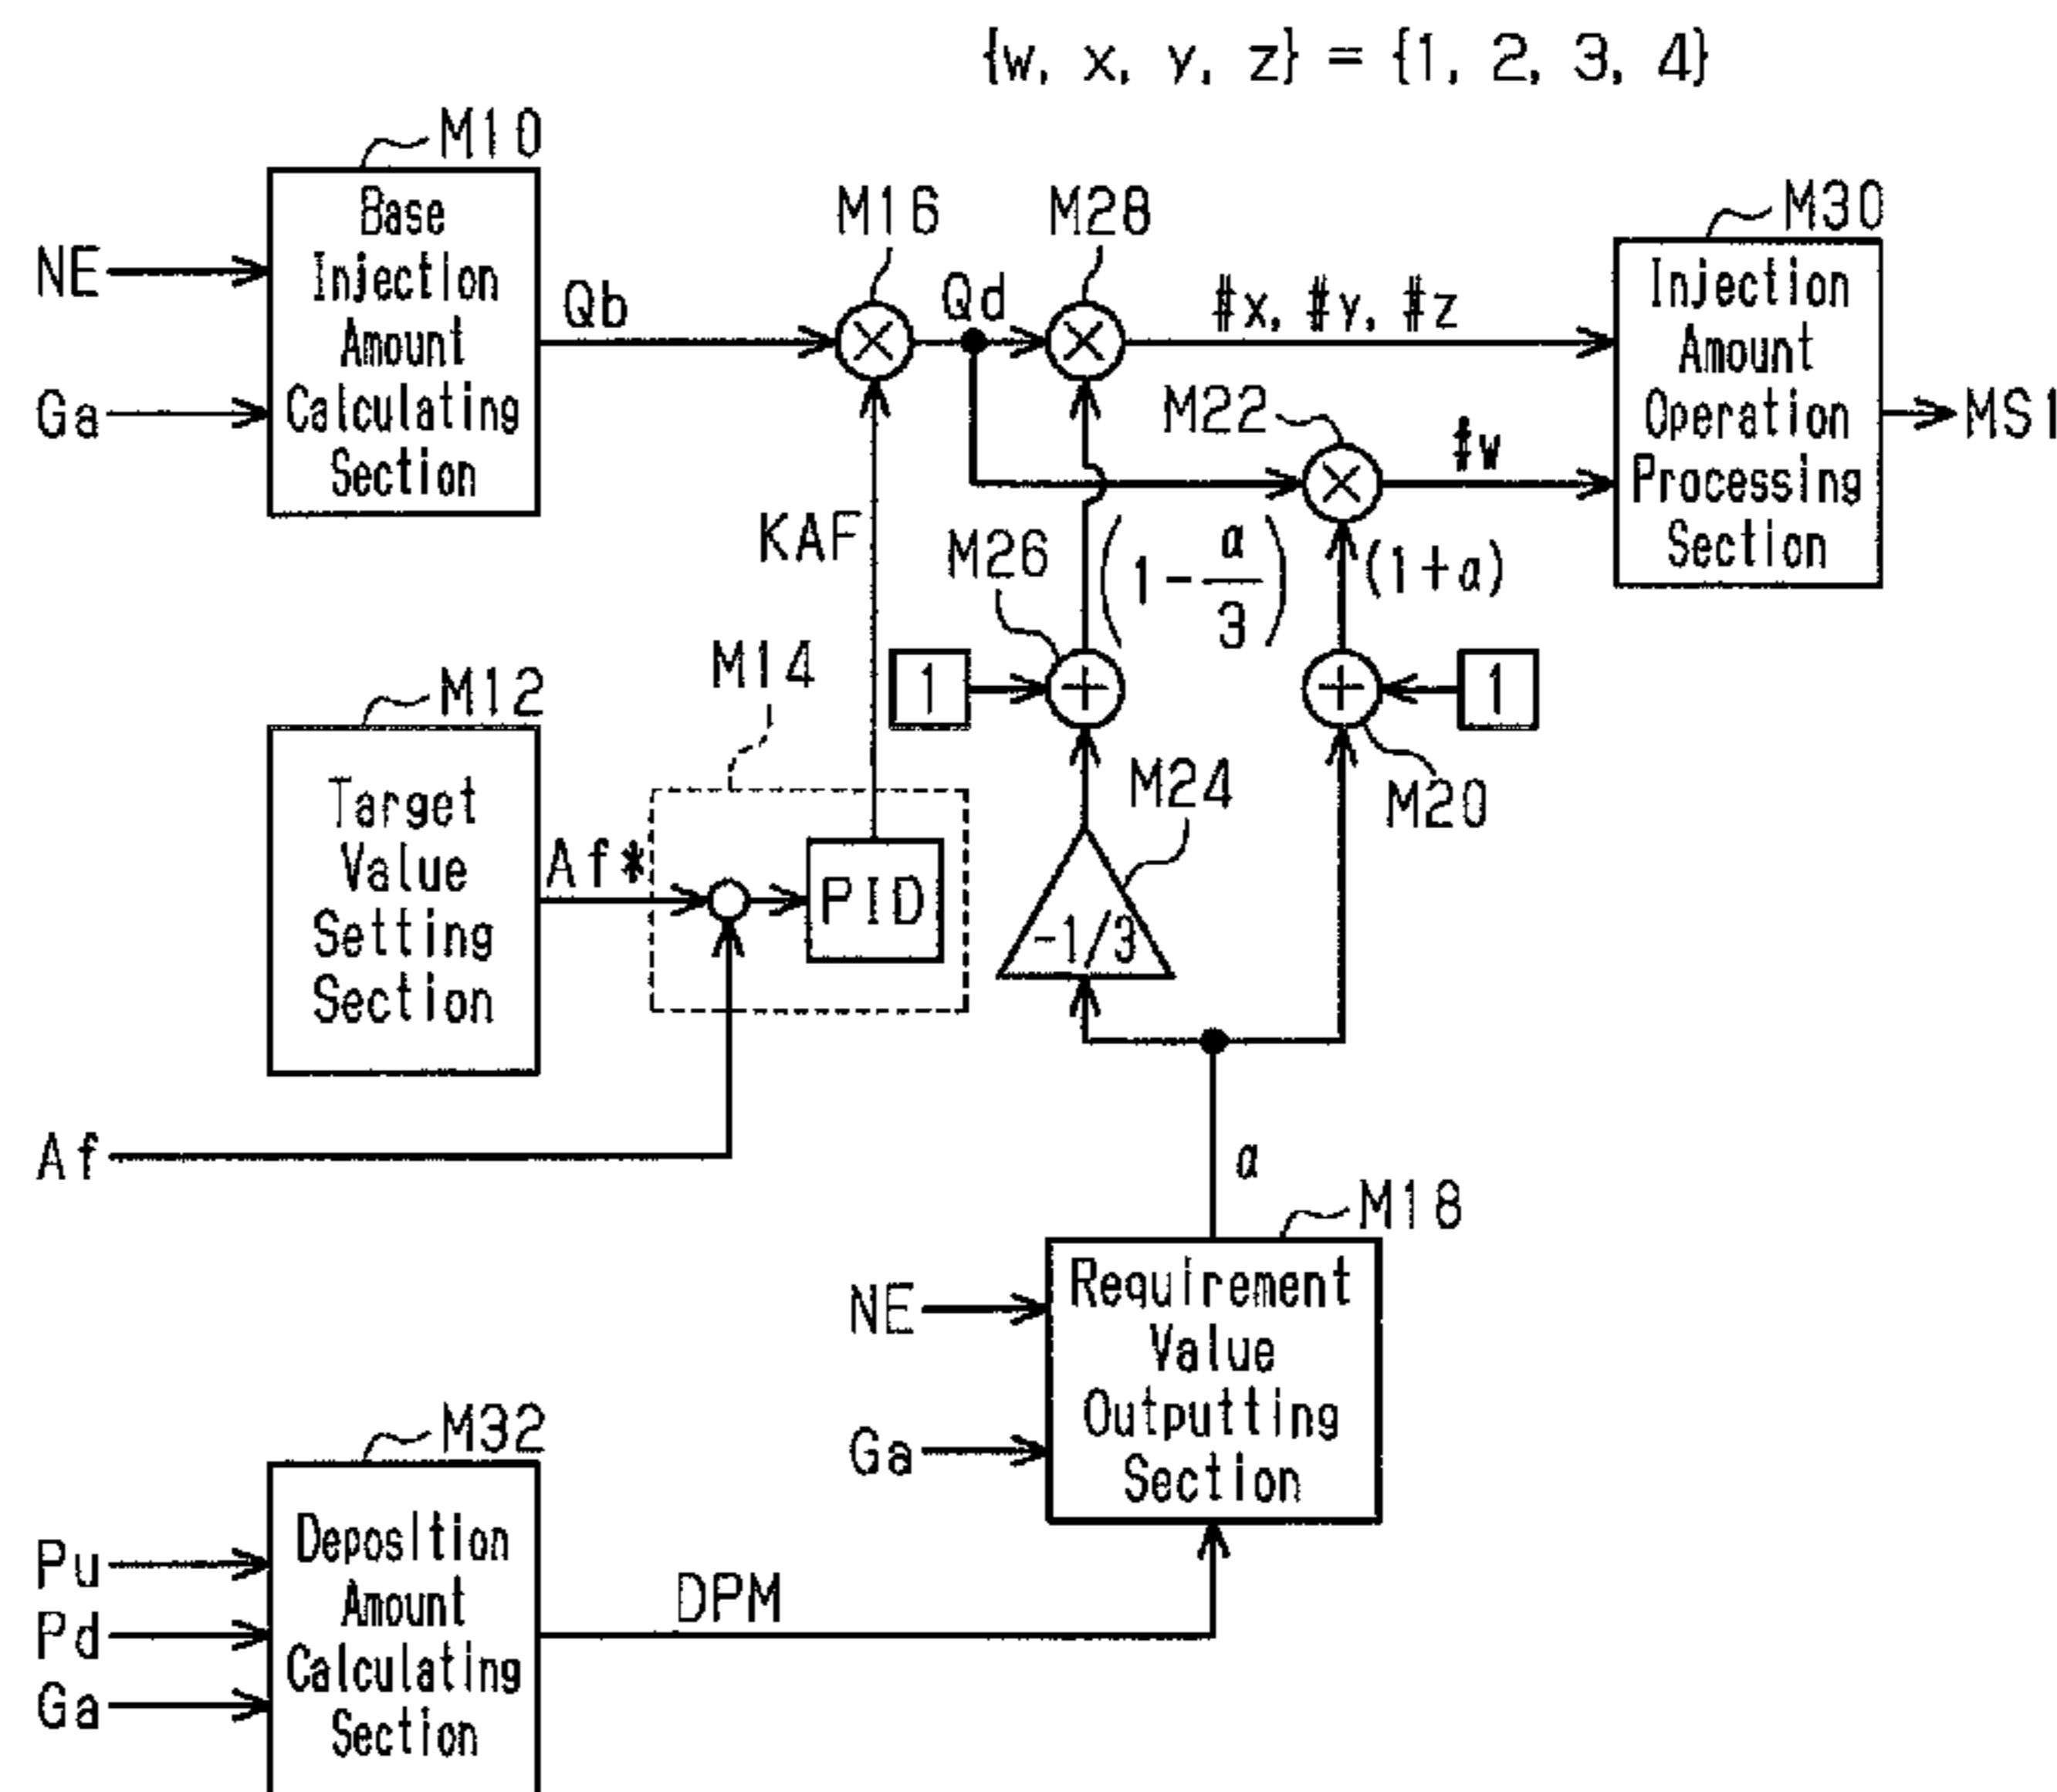 {w, x, y, z} = {1, 2, 3, 4}
M10
Base
Injection
Amount
Calculating
Section
NE
Ga
Qb
M16
M28
Qd
#x, #y, #z
M30
Injection
Amount
Operation
Processing
Section
MS1
M22
#w
KAF
M26
(1-α/3)
(1+α)
M14
1
1
M12
Target
Value
Setting
Section
Af*
PID
M24
-1/3
M20
Af
α
M18
NE
Ga
Requirement
Value
Outputting
Section
M32
Pu
Pd
Ga
Deposition
Amount
Calculating
Section
DPM